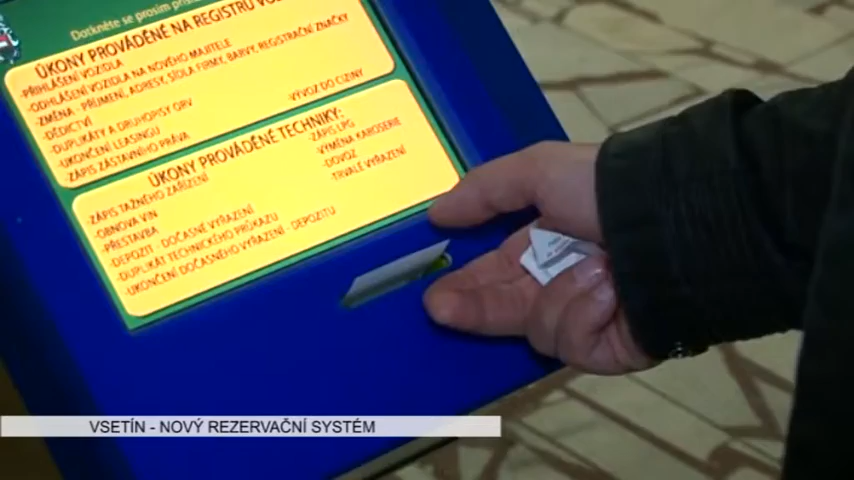 Dotkněte se prosím
ÚKONY PROVÁDĚNÉ NA REGISTRU
-PŘIHLÁŠENÍ VOZIDLA
-ODHLÁŠENÍ VOZIDLA NA NOVÉHO MAJITELE
-ZMĚNA - PŘÍJMENÍ, ADRESY, SÍDLA FIRMY, BARVY, REGISTRAČNÍ ZNAČKY
-DĚDICTVÍ
-DUPLIKÁTY A DRUHOPISY ORV
-VÝVOZ DO CIZINY
-UKONČENÍ LEASINGU
-ZÁPIS ZÁSTAVNÍHO PRÁVA
ÚKONY PROVÁDĚNÉ TECHNIKY:
-ZÁPIS TAŽNÉHO ZAŘÍZENÍ
-ZÁPIS LPG
-OBNOVA VIN
-VÝMĚNA KAROSERIE
-PŘESTAVBA
-DOVOZ
-DEPOZIT - DOČASNÉ VYŘAZENÍ
-TRVALÉ VYŘAZENÍ
-DUPLIKÁT TECHNICKÉHO PRŮKAZU
-UKONČENÍ DOČASNÉHO VYŘAZENÍ - DEPOZITU
VSETÍN - NOVÝ REZERVAČNÍ SYSTÉM